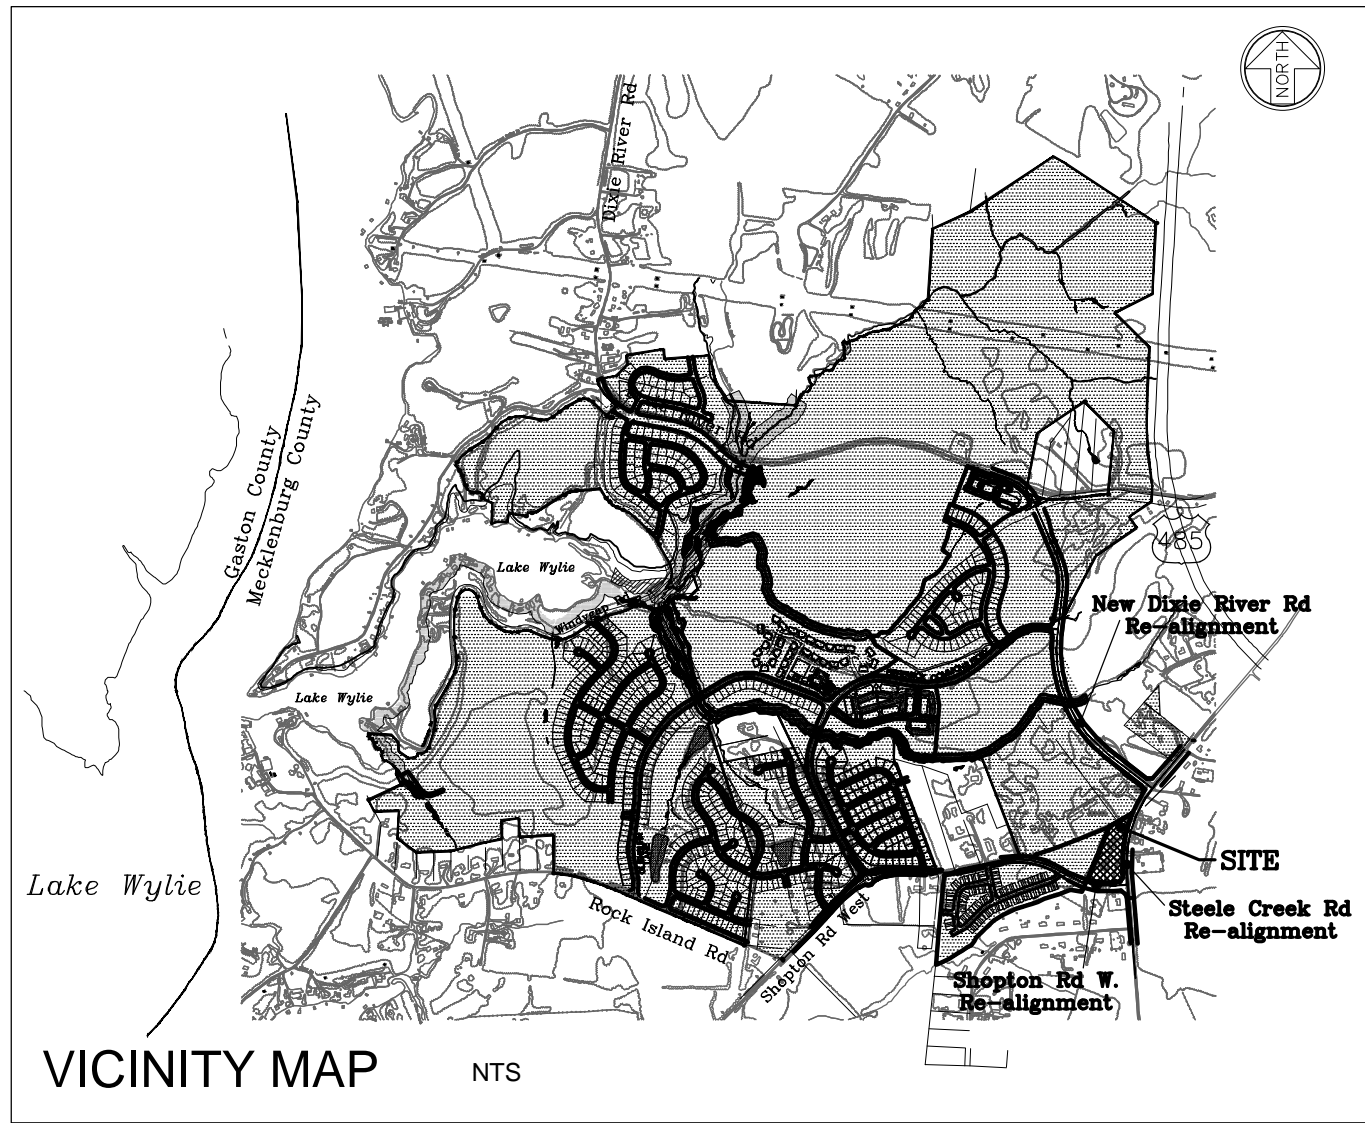 NORTH
Dixie River Rd
Gaston County
Mecklenburg County
485
Lake Wylie
New Dixie River Rd
Re-alignment
Lake Wylie
SITE
Lake Wylie
Rock Island Rd
Shopton Rd West
Steele Creek Rd
Re-alignment
Shopton Rd W.
Re-alignment
VICINITY MAP
NTS